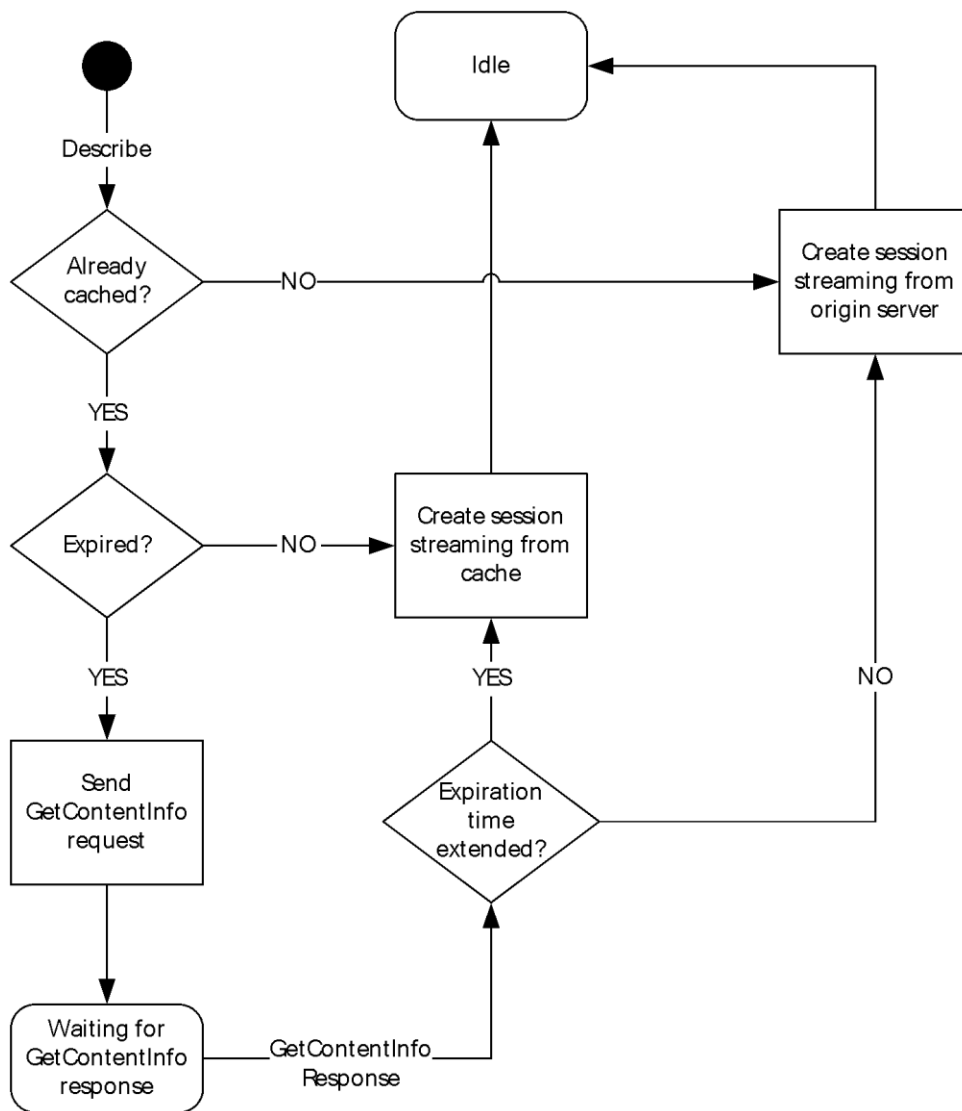 Idle
Describe
Already
cached?
NO
Create session
streaming from
origin server
YES
Expired?
NO
Create session
streaming from
cache
YES
YES
NO
Send
GetContentInfo
request
Expiration
time
extended?
Waiting for
GetContentInfo
response
GetContentInfo
Response